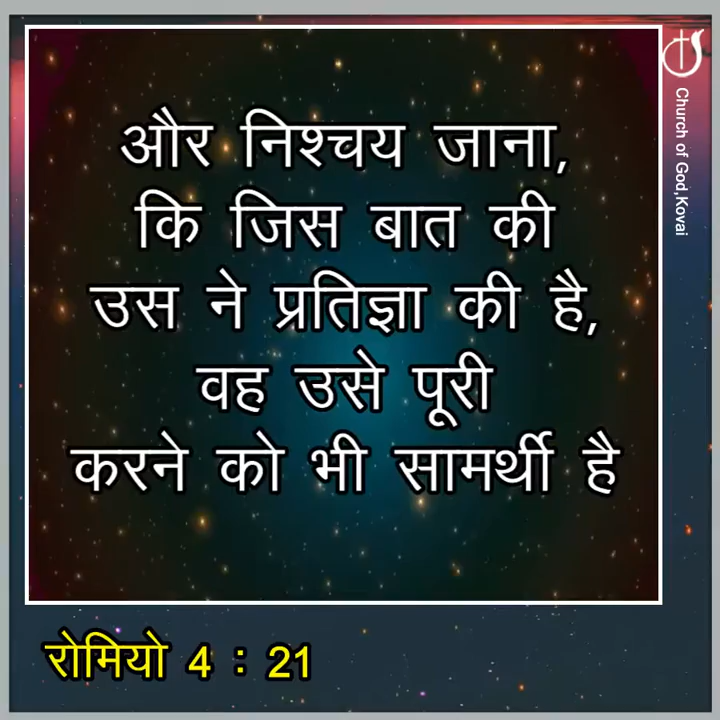 और निश्चय जाना,
कि जिस बात की
उस ने प्रतिज्ञा की है,
वह उसे पूरी
करने को भी सामर्थी है
रोमियो 4 : 21
Church of God,Kovai